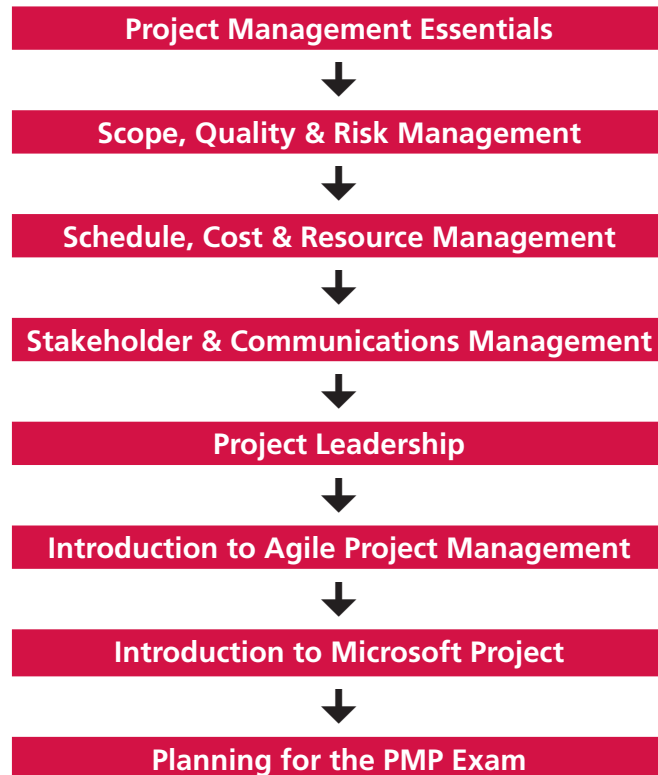 Project Management Essentials
Scope, Quality & Risk Management
Schedule, Cost & Resource Management
Stakeholder & Communications Management
Project Leadership
Introduction to Agile Project Management
Introduction to Microsoft Project
Planning for the PMP Exam